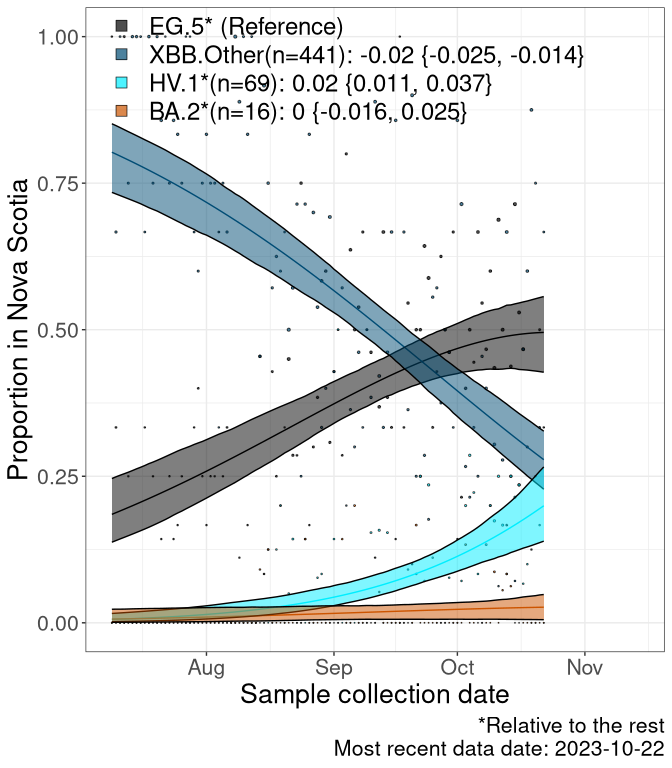 EG.5* (Reference)
XBB.Other(n=441): -0.02 {-0.025, -0.014}
HV.1*(n=69): 0.02 {0.011, 0.037}
BA.2*(n=16): 0 {-0.016, 0.025}
1.00
0.75
0.50
0.25
0.00
Proportion in Nova Scotia
Aug Sep Oct Nov
Sample collection date
*Relative to the rest
Most recent data date: 2023-10-22